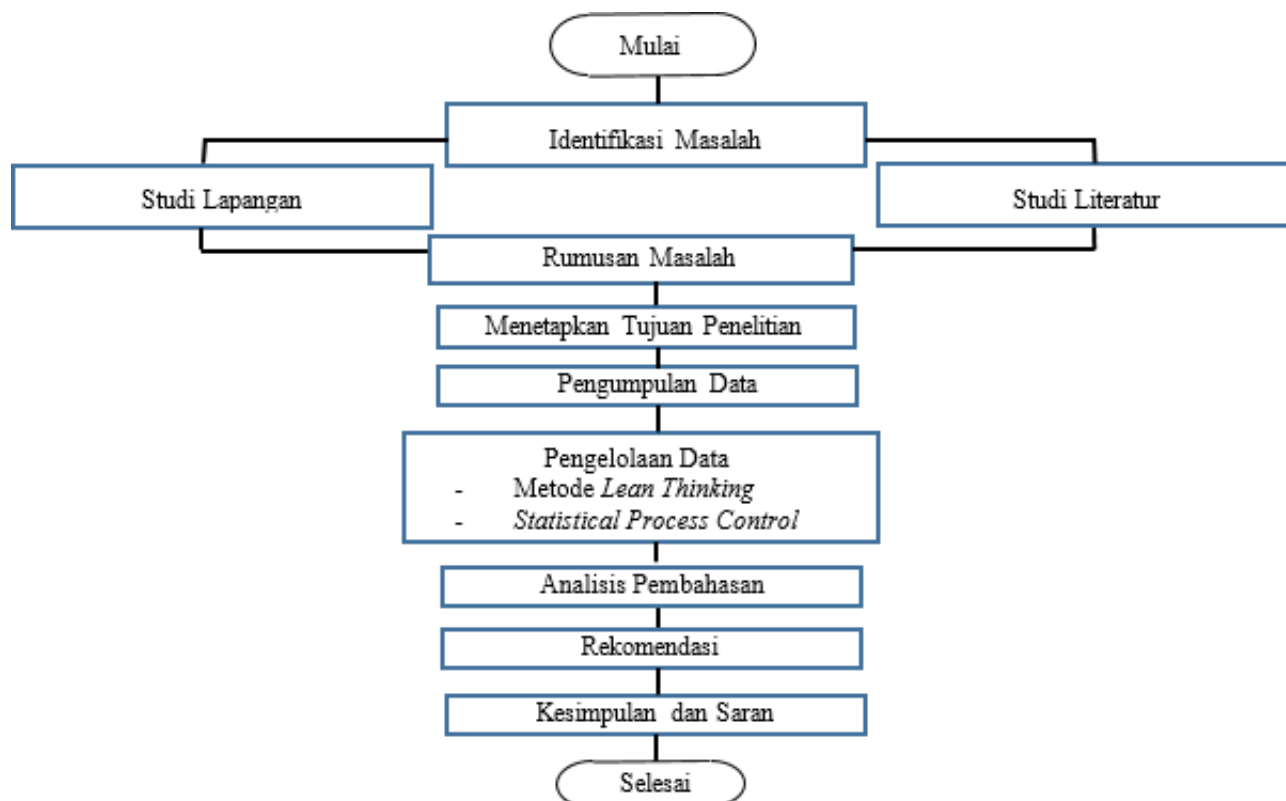 Mulai
Identifikasi Masalah
Studi Lapangan
Studi Literatur
Rumusan Masalah
Menetapkan Tujuan Penelitian
Pengumpulan Data
Pengelolaan Data
- Metode Lean Thinking
- Statistical Process Control
Analisis Pembahasan
Rekomendasi
Kesimpulan dan Saran
Selesai